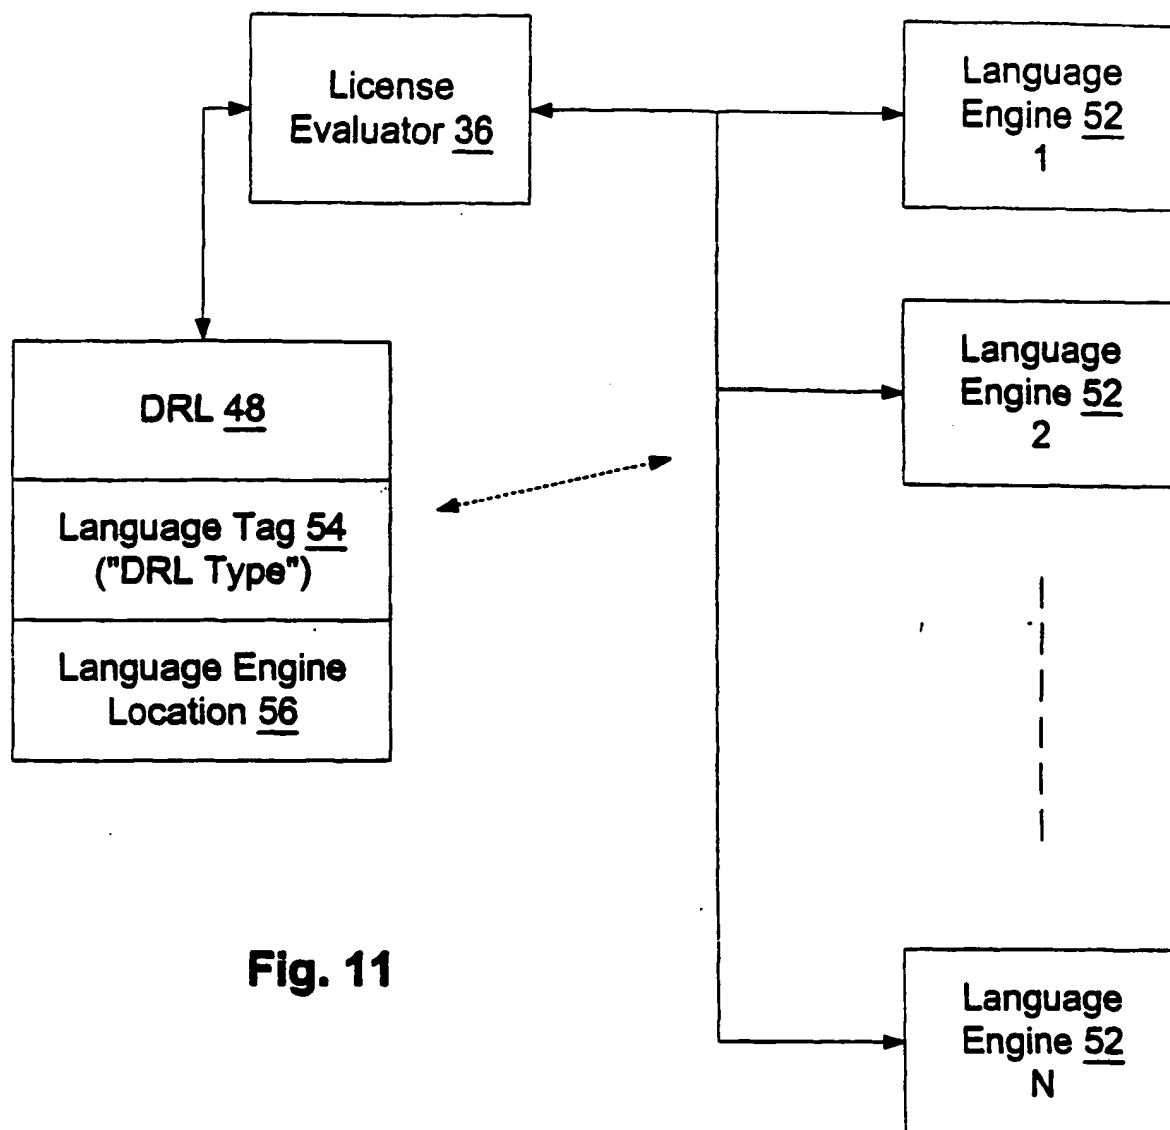 License
Evaluator 36
Language
Engine 52
1
Language
Engine 52
2
DRL 48
Language Tag 54
("DRL Type")
Language Engine
Location 56
Fig. 11
Language
Engine 52
N